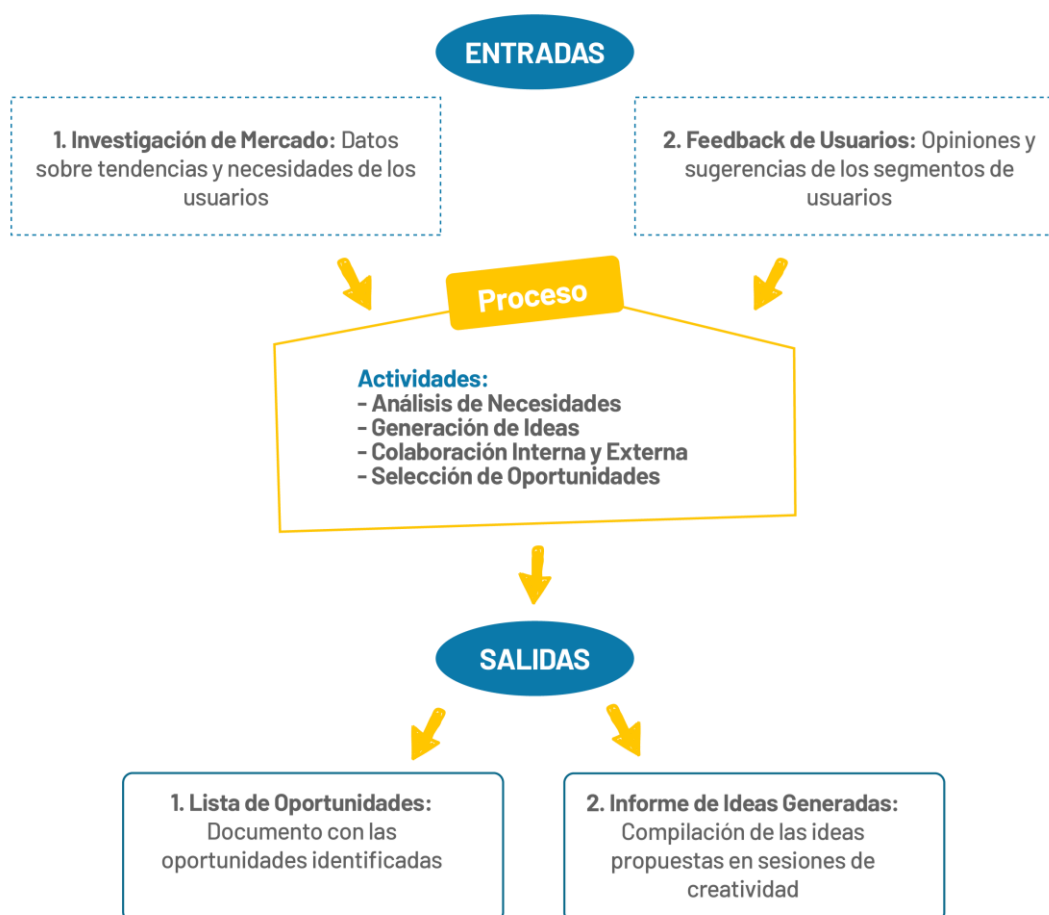 ENTRADAS
1. Investigación de Mercado: Datos
sobre tendencias y necesidades de los
usuarios
2. Feedback de Usuarios: Opiniones y
sugerencias de los segmentos de
usuarios
Proceso
Actividades:
- Análisis de Necesidades
- Generación de Ideas
- Colaboración Interna y Externa
- Selección de Oportunidades
SALIDAS
1. Lista de Oportunidades:
Documento con las
oportunidades identificadas
2. Informe de Ideas Generadas:
Compilación de las ideas
propuestas en sesiones de
creatividad